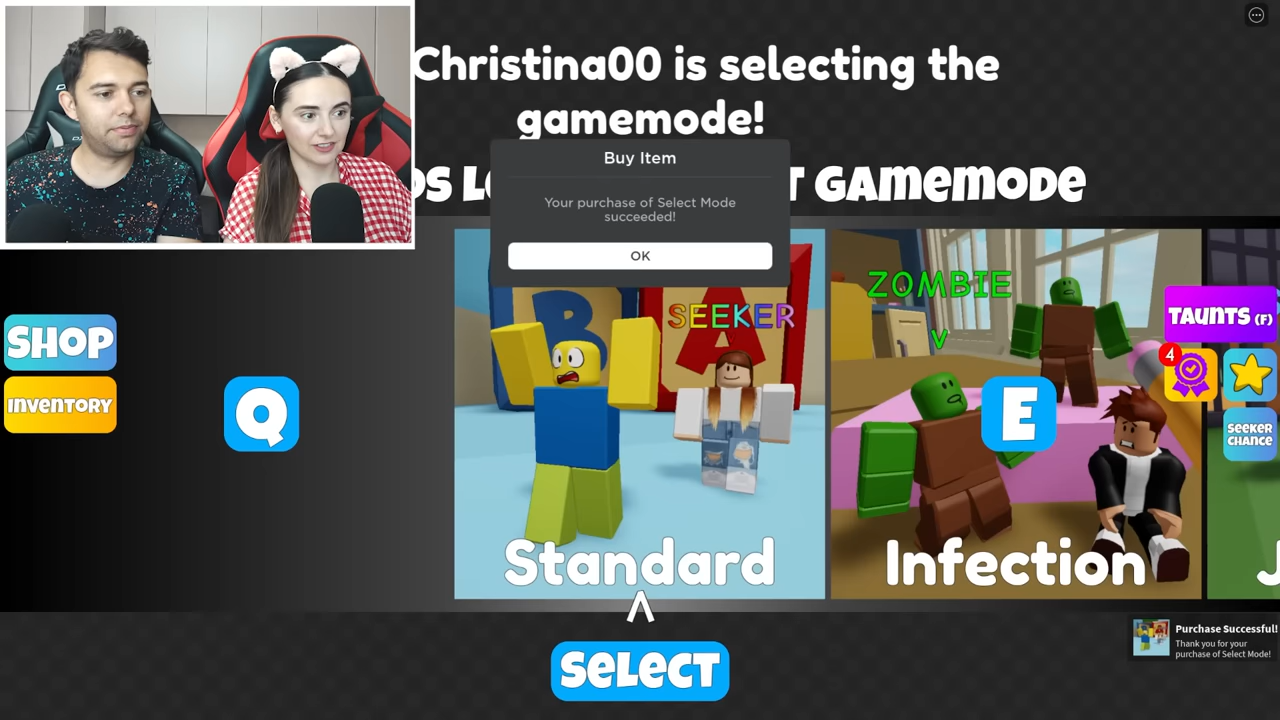 Christina00 is selecting the
gamemode!
Buy Item
GAMEMODE
Your purchase of Select Mode
succeeded!
OK
SHOP
INVENTORY
Q
B
A
SEEKER
Standard
ZOMBIE
V
E
Infection
TAUNTS (F)
4
SEEKER
CHANCE
SELECT
Purchase Successful!
Thank you for your
purchase of Select Mode!